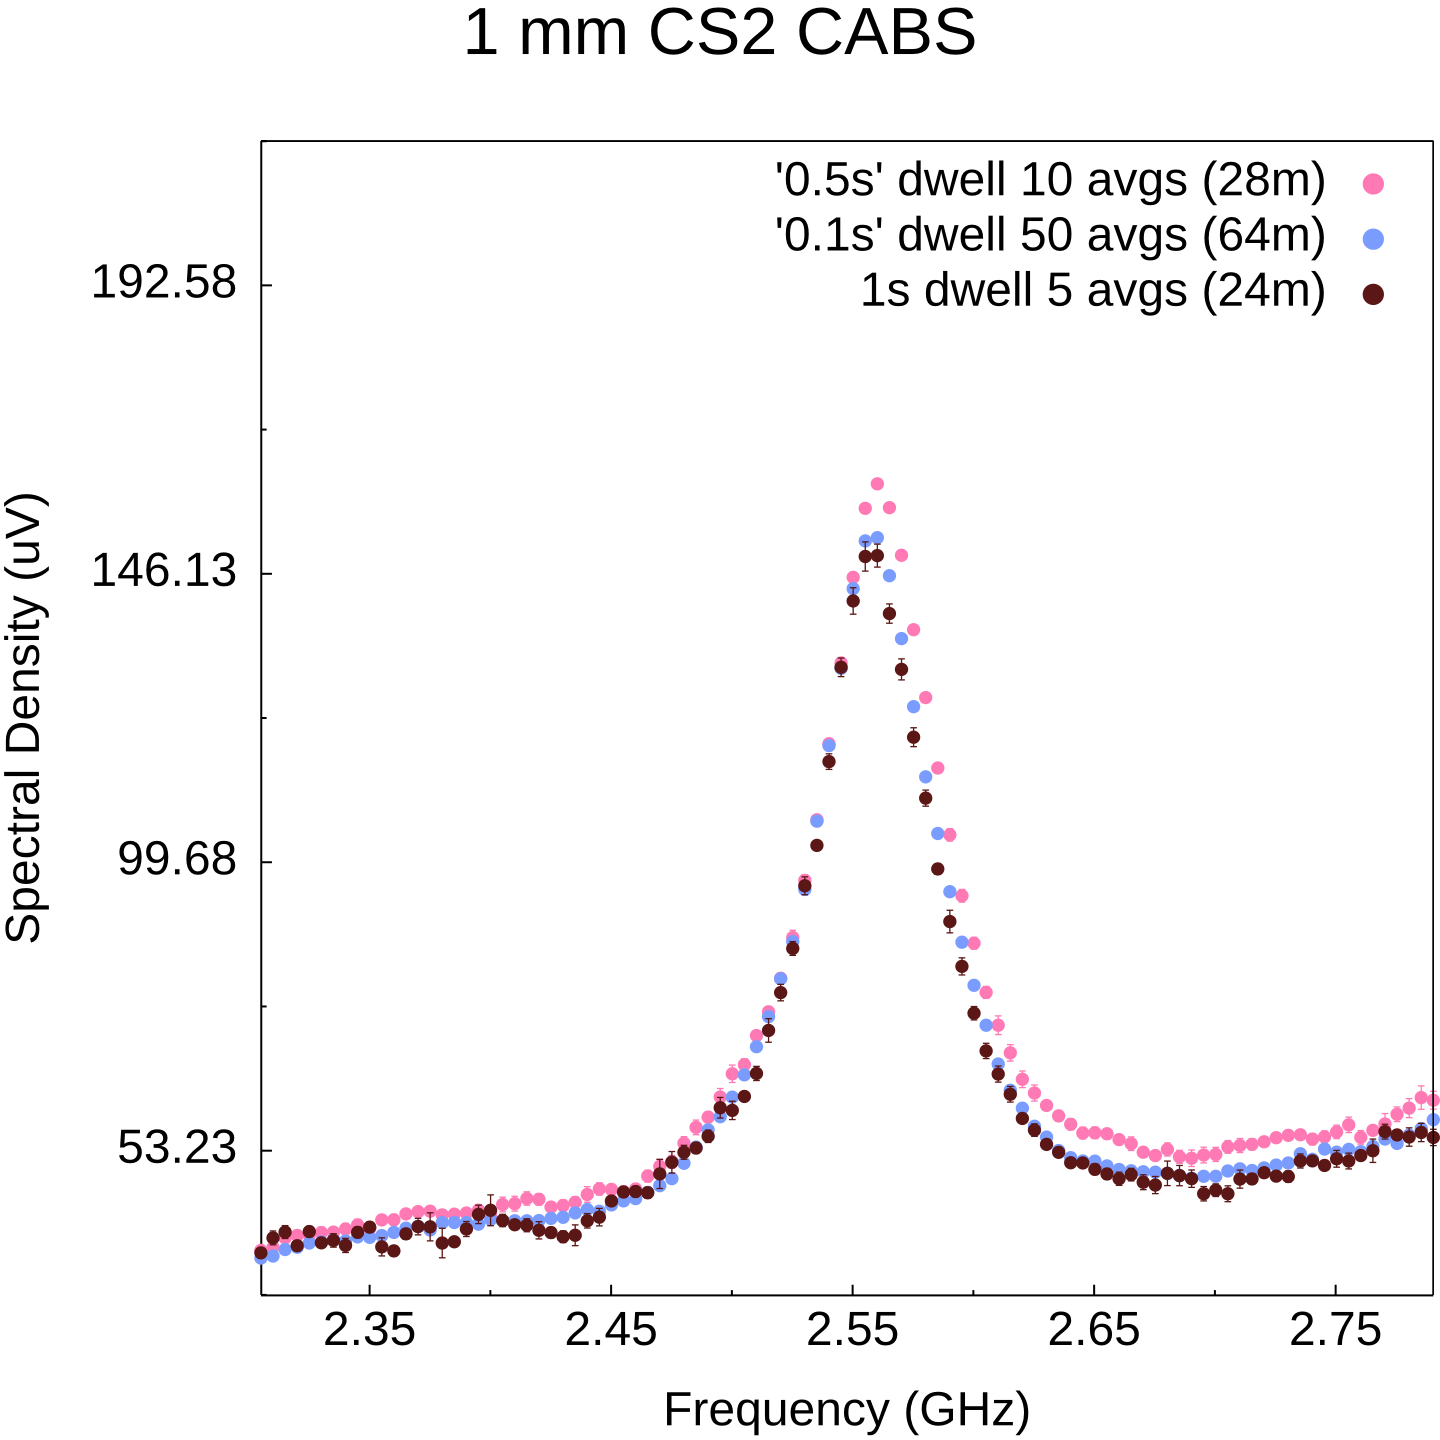 1 mm CS2 CABS
'0.5s' dwell 10 avgs (28m)
'0.1s' dwell 50 avgs (64m)
1s dwell 5 avgs (24m)
192.58
146.13
99.68
53.23
Spectral Density (uV)
2.35 2.45 2.55 2.65 2.75
Frequency (GHz)